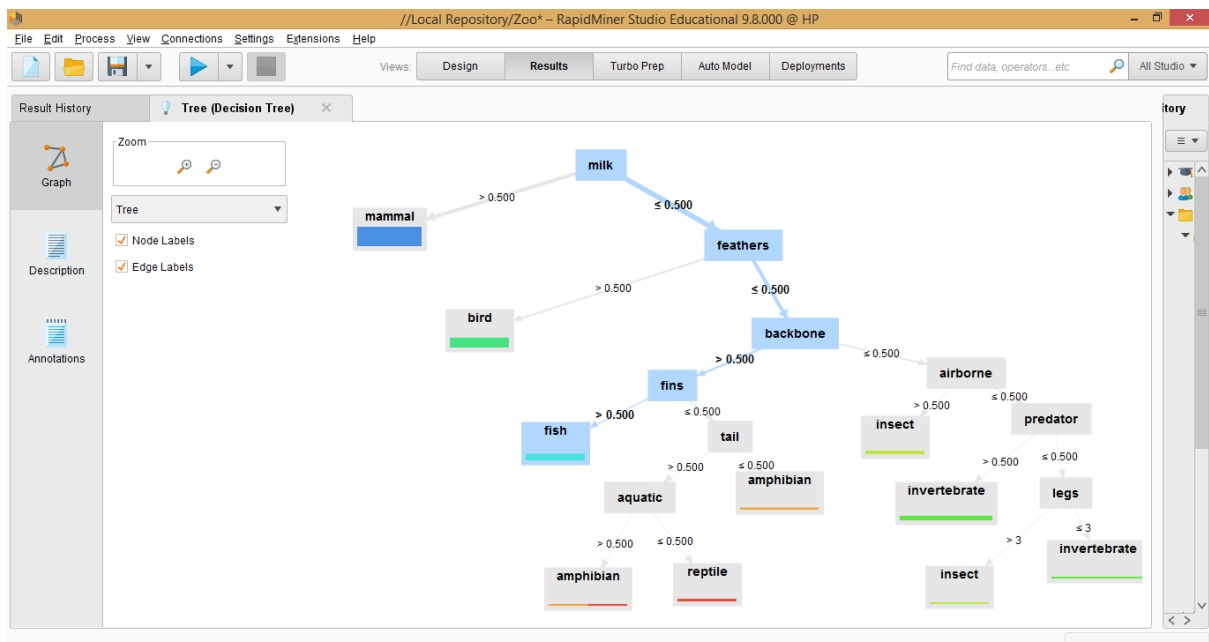 //Local Repository/Zoo* – RapidMiner Studio Educational 9.8.000 @ HP
File Edit Process View Connections Settings Extensions Help
Views: Design Results Turbo Prep Auto Model Deployments Find data, operators...etc All Studio
Result History Tree (Decision Tree) itory
Graph
Description
Annotations
Zoom
Tree
Node Labels
Edge Labels
milk
> 0.500 ≤ 0.500
mammal
feathers
> 0.500 ≤ 0.500
bird
backbone
> 0.500 ≤ 0.500
fins airborne
> 0.500 ≤ 0.500 > 0.500 ≤ 0.500
fish tail insect predator
> 0.500 ≤ 0.500 > 0.500 ≤ 0.500
aquatic amphibian invertebrate legs
> 0.500 ≤ 0.500 > 3 ≤ 3
amphibian reptile insect invertebrate